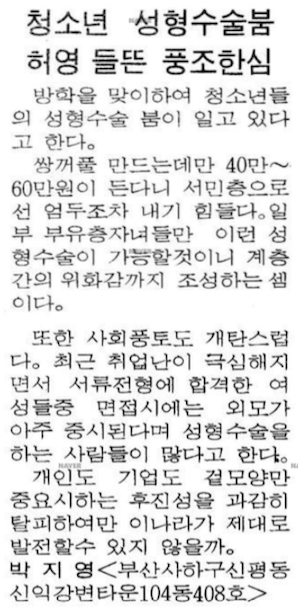 청소년 성형수술붐
허영 들뜬 풍조한심
방학을 맞이하여 청소년들
의 성형수술 붐이 일고 있다
고 한다。
쌍꺼풀 만드는데만 40만∼
60만원이 든다니 서민층으로
선 엄두조차 내기 힘들다。일
부 부유층자녀들만 이런 성
형수술이 가능할것이니 계층
간의 위화감까지 조성하는 셈
이다。
또한 사회풍토도 개탄스럽
다。최근 취업난이 극심해지
면서 서류전형에 합격한 여
성들중 면접시에는 외모가
아주 중시된다며 성형수술을
하는 사람들이 많다고 한다。
개인도 기업도 겉모양만
중요시하는 후진성을 과감히
탈피하여만 이나라가 제대로
발전할수 있지 않을까。
박지영<부산사하구신평동
신익강변타운104동408호>
NAVER
NAVER
NAVER